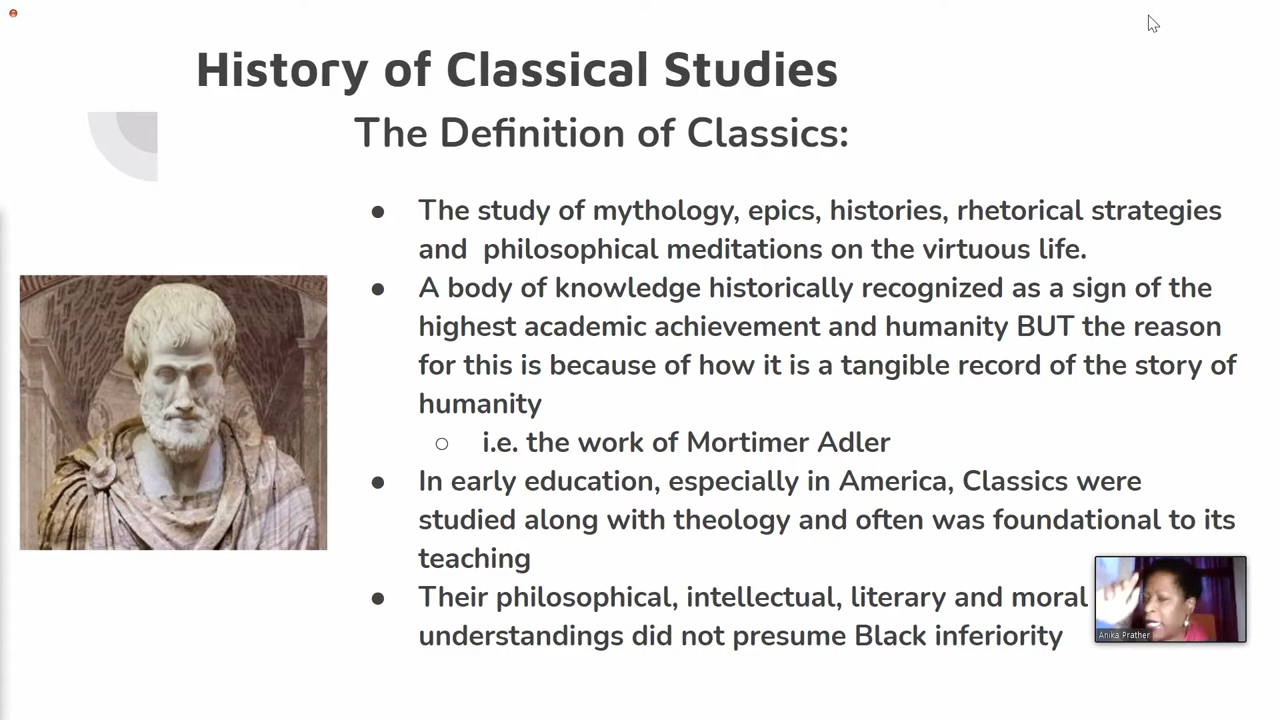 History of Classical Studies
The Definition of Classics:
● The study of mythology, epics, histories, rhetorical strategies
and  philosophical meditations on the virtuous life.
● A body of knowledge historically recognized as a sign of the
highest academic achievement and humanity BUT the reason
for this is because of how it is a tangible record of the story of
humanity
○ i.e. the work of Mortimer Adler
● In early education, especially in America, Classics were
studied along with theology and often was foundational to its
teaching
● Their philosophical, intellectual, literary and moral
understandings did not presume Black inferiority
Anika Prather